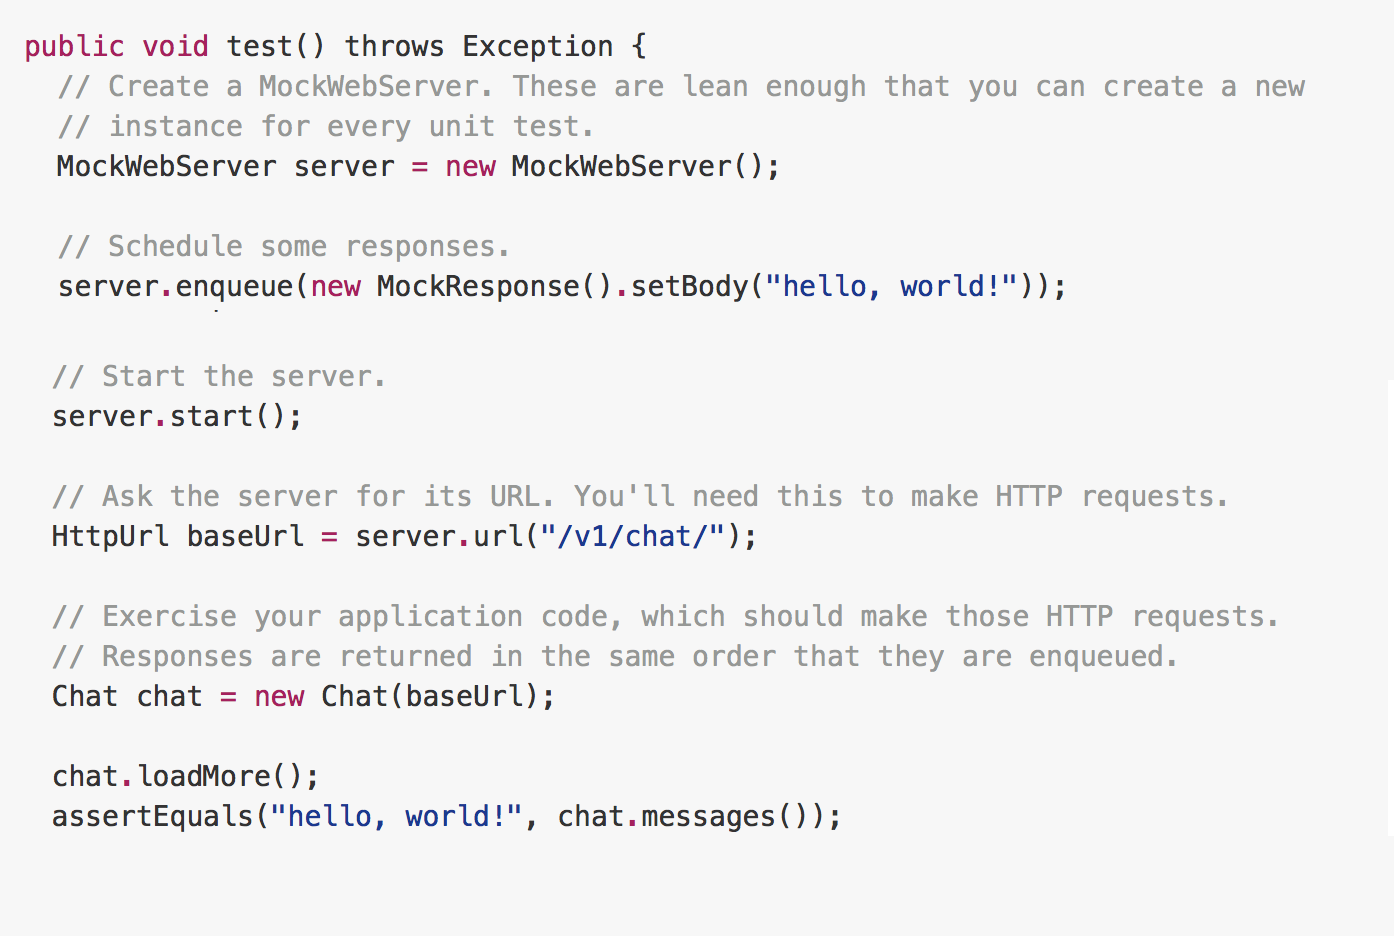 public void test() throws Exception {
// Create a MockWebServer. These are lean enough that you can create a new
// instance for every unit test.
MockWebServer server = new MockWebServer();
// Schedule some responses.
server.enqueue(new MockResponse().setBody("hello, world!"));
// Start the server.
server.start();
// Ask the server for its URL. You'll need this to make HTTP requests.
HttpUrl baseUrl = server.url("/v1/chat/");
// Exercise your application code, which should make those HTTP requests.
// Responses are returned in the same order that they are enqueued.
Chat chat = new Chat(baseUrl);
chat.loadMore();
assertEquals("hello, world!", chat.messages());